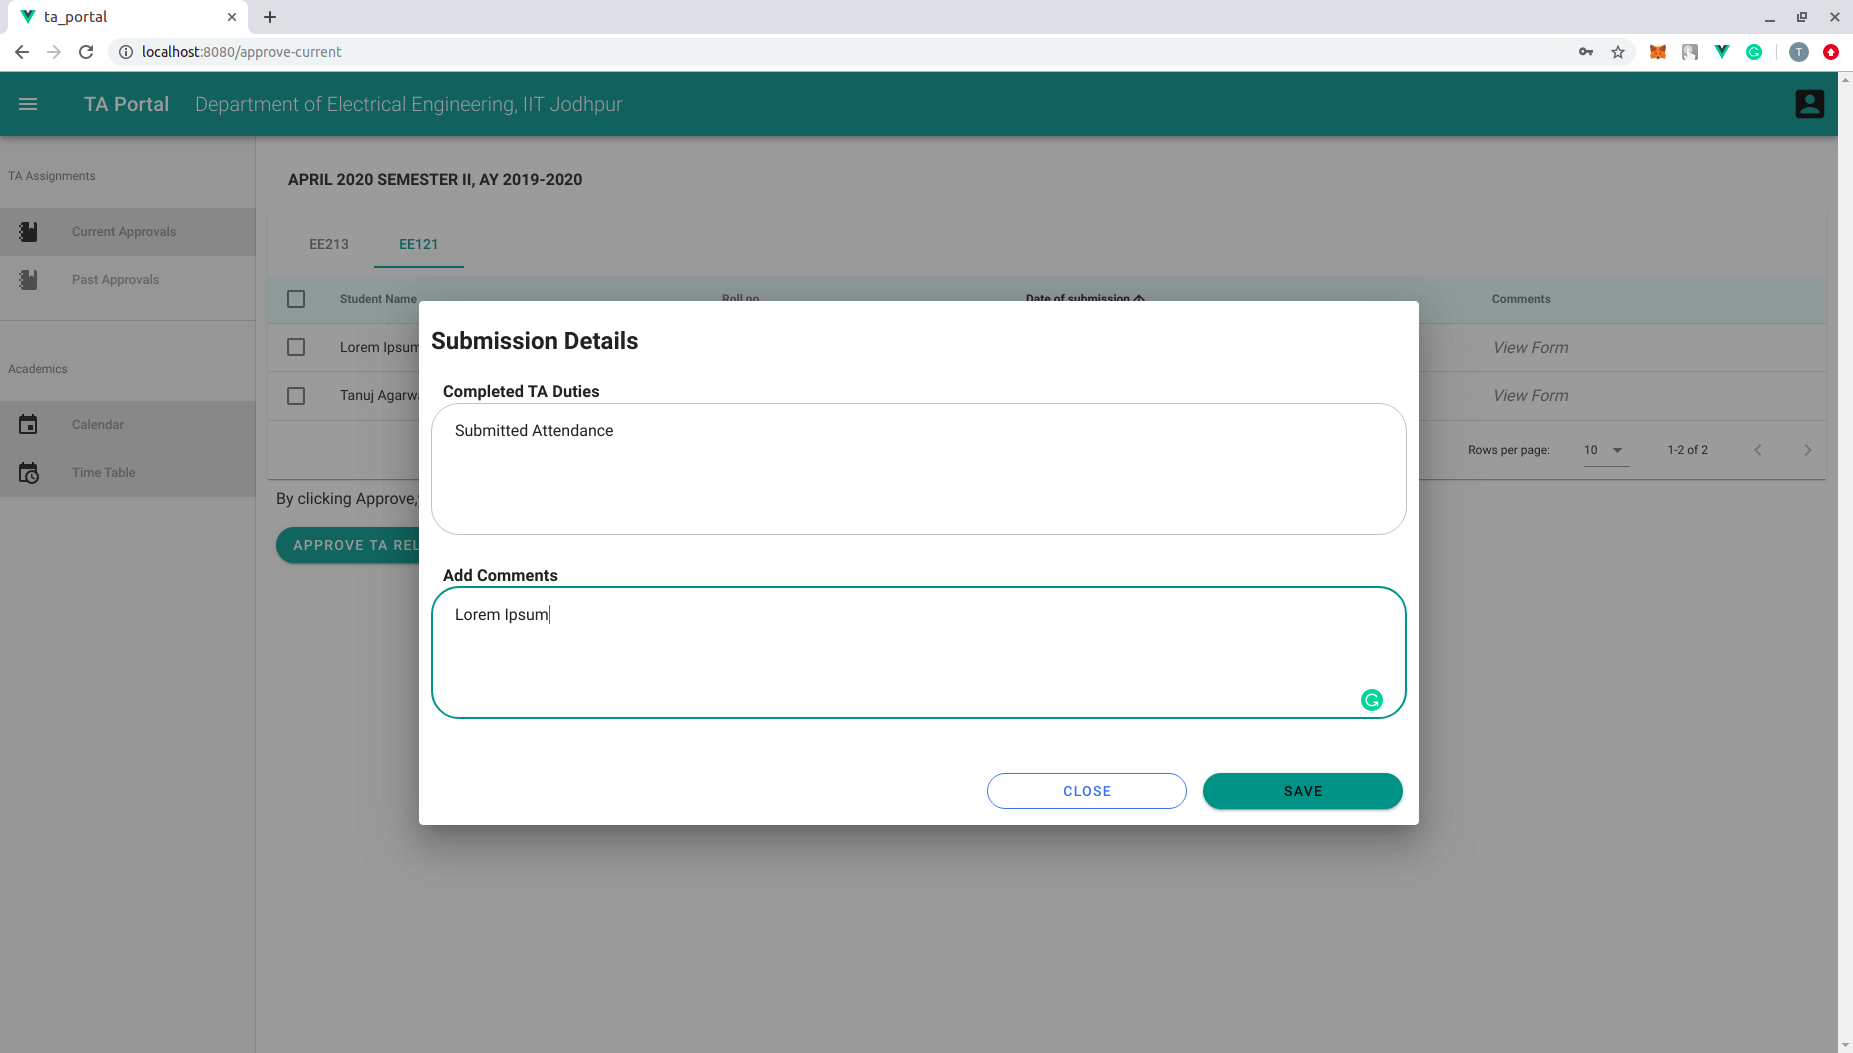 ta_portal
localhost:8080/approve-current
T
TA Portal Department of Electrical Engineering, IIT Jodhpur
TA Assignments
Current Approvals
Past Approvals
Academics
Calendar
Time Table
APRIL 2020 SEMESTER II, AY 2019-2020
EE213 EE121
Student Name Roll no Date of submission Comments
Lorem Ipsum View Form
Tanuj View Form
Rows per page: 10 1-2 of 2
By clicking Approve,
APPROVE TA
Submission Details
Completed TA Duties
Submitted Attendance
Add Comments
Lorem Ipsum
CLOSE SAVE